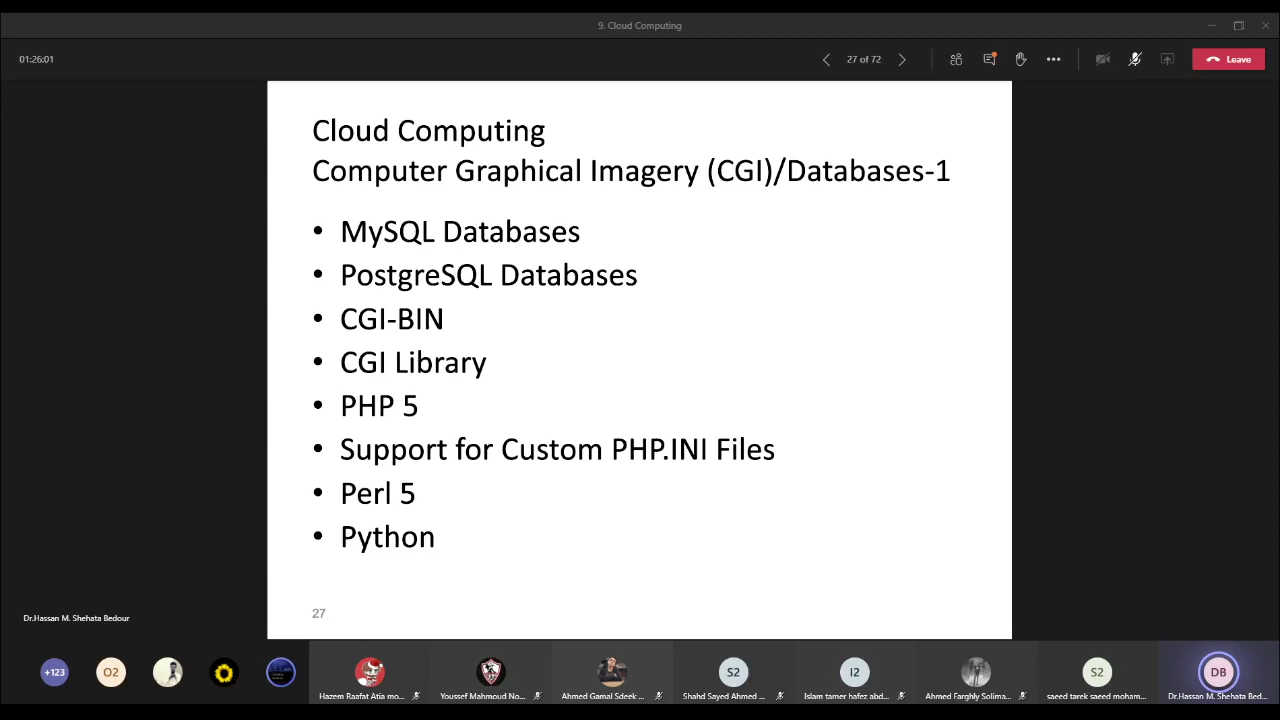 9. Cloud Computing
01:26:01
27 of 72
Leave
Cloud Computing
Computer Graphical Imagery (CGI)/Databases-1
• MySQL Databases
• PostgreSQL Databases
• CGI-BIN
• CGI Library
• PHP 5
• Support for Custom PHP.INI Files
• Perl 5
• Python
27
Dr.Hassan M. Shehata Bedour
+123
O2
Hazem Raafat Atia mo...
Youssef Mahmoud No...
Ahmed Gamal Sdeek ...
S2
Shahd Sayed Ahmed ...
I2
Islam tamer hafez abd...
Ahmed Farghly Solima...
S2
saeed tarek saeed moham...
DB
Dr.Hassan M. Shehata Bed...